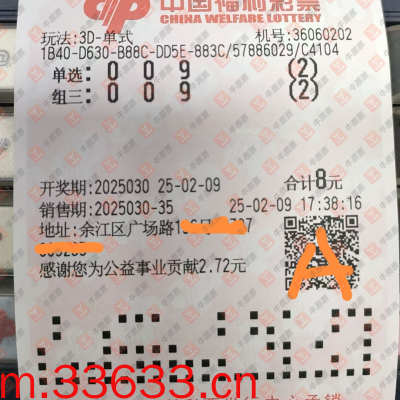 中国福利彩票
CHINA WELFARE LOTTERY
玩法:3D-单式 机号:36060202
1B40-D630-B88C-DD5E-883C/57886029/C4104
单选: 0 0 9 (2)
组三: 0 0 9 (2)
开奖期:2025030 25-02-09 合计8元
销售期:2025030-35 25-02-09 17:38:16
地址:余江区广场路
感谢您为公益事业贡献2.72元
A
m.33633.cn